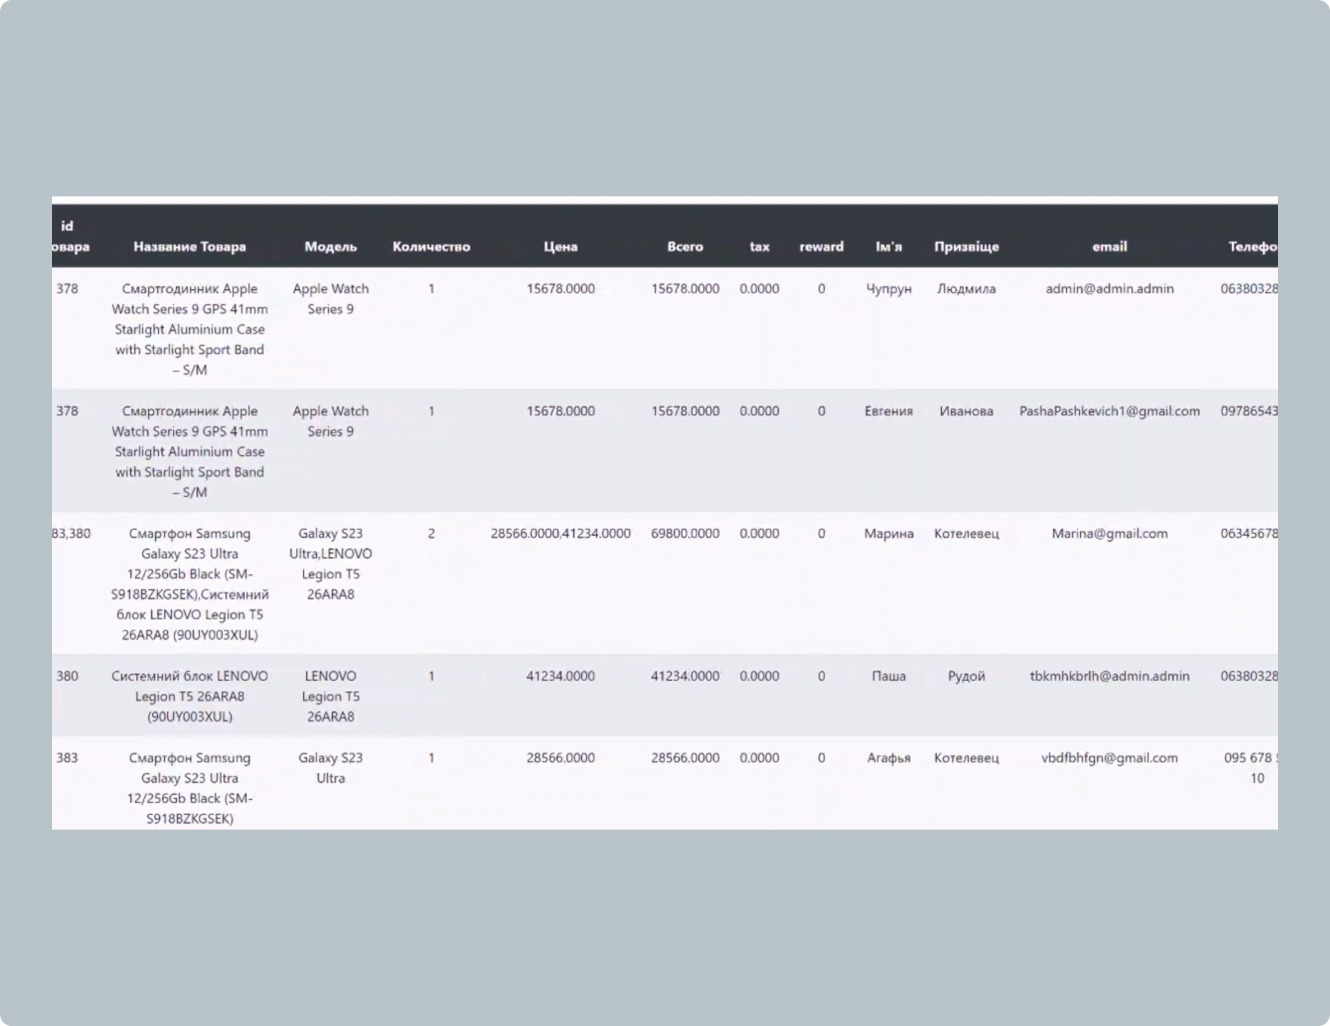 id
овара Название Товара Модель Количество Цена Всего tax reward Ім'я Призвіще email Телефо
378 Смартгодинник Apple Apple Watch 1 15678.0000 15678.0000 0.0000 0 Чупрун Людмила admin@admin.admin 06380328
Watch Series 9 GPS 41mm Series 9
Starlight Aluminium Case
with Starlight Sport Band
– S/M
378 Смартгодинник Apple Apple Watch 1 15678.0000 15678.0000 0.0000 0 Евгения Иванова PashaPashkevich1@gmail.com 09786543
Watch Series 9 GPS 41mm Series 9
Starlight Aluminium Case
with Starlight Sport Band
– S/M
83,380 Смартфон Samsung Galaxy S23 2 28566.0000,41234.0000 69800.0000 0.0000 0 Марина Котелевец Marina@gmail.com 06345678
Galaxy S23 Ultra Ultra,LENOVO
12/256Gb Black (SM- Legion T5
S918BZKGSEK),Системний 26ARA8
блок LENOVO Legion T5
26ARA8 (90UY003XUL)
380 Системний блок LENOVO LENOVO 1 41234.0000 41234.0000 0.0000 0 Паша Рудой tbkmhkbrlh@admin.admin 06380328
Legion T5 26ARA8 Legion T5
(90UY003XUL) 26ARA8
383 Смартфон Samsung Galaxy S23 1 28566.0000 28566.0000 0.0000 0 Агафья Котелевец vbdfbhfgn@gmail.com 095 678
Galaxy S23 Ultra Ultra 10
12/256Gb Black (SM-
S918BZKGSEK)